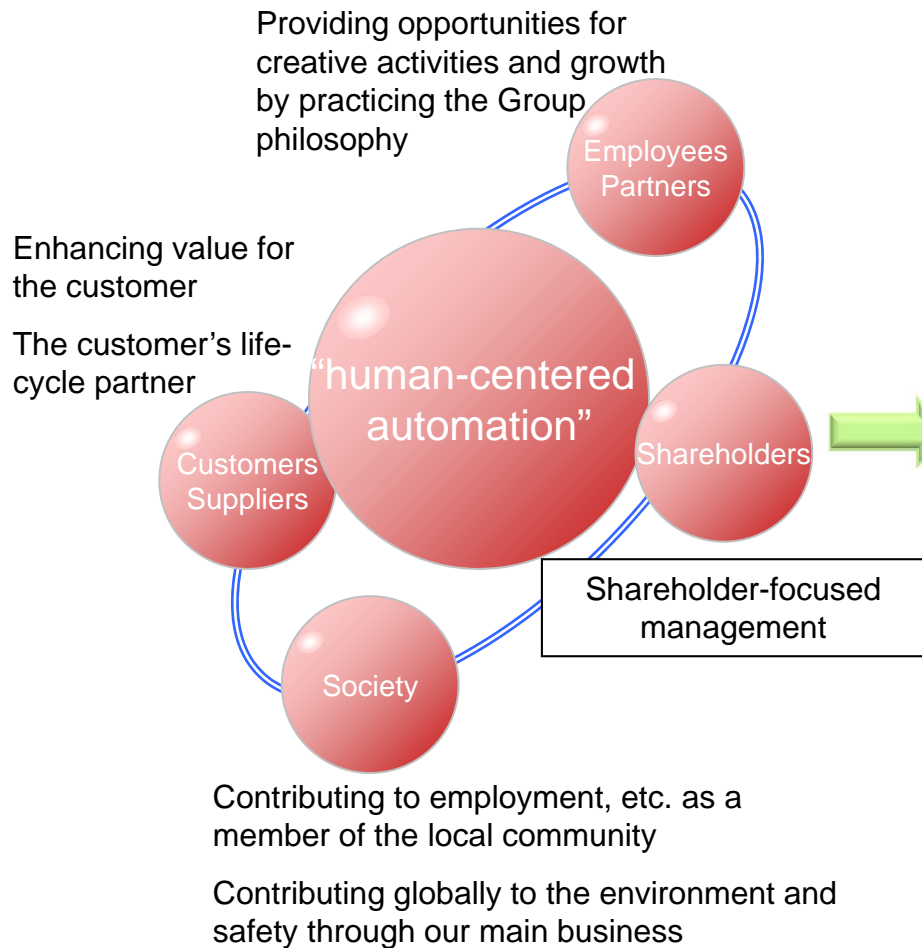 Providing opportunities for
creative activities and growth
by practicing the Group
philosophy
Employees
Partners
Enhancing value for
the customer
The customer’s life-
cycle partner
“human-centered
automation”
Customers
Suppliers
Shareholders
Shareholder-focused
management
Society
Contributing to employment, etc. as a
member of the local community
Contributing globally to the environment and
safety through our main business